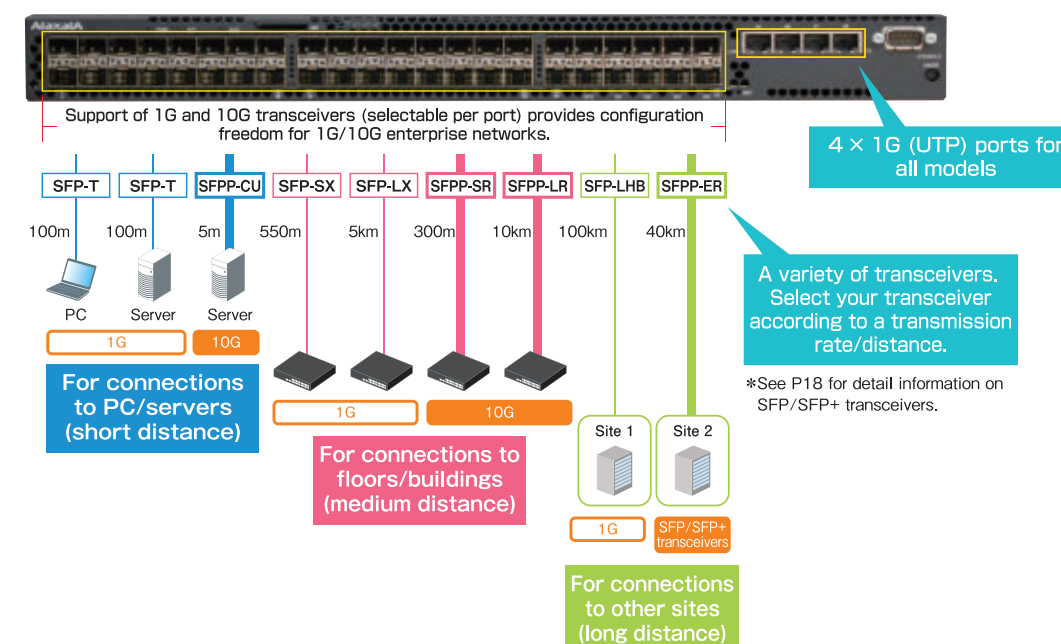 AlaxalA
Support of 1G and 10G transceivers (selectable per port) provides configuration
freedom for 1G/10G enterprise networks.
4 × 1G (UTP) ports for
all models
SFP-T
SFP-T
SFPP-CU
SFP-SX
SFP-LX
SFPP-SR
SFPP-LR
SFP-LHB
SFPP-ER
100m
100m
5m
550m
5km
300m
10km
100km
40km
PC
Server
Server
1G
10G
For connections
to PC/servers
(short distance)
1G
10G
For connections to
floors/buildings
(medium distance)
Site 1
Site 2
1G
SFP/SFP+
transceivers
For connections
to other sites
(long distance)
A variety of transceivers.
Select your transceiver
according to a transmission
rate/distance.
*See P18 for detail information on
SFP/SFP+ transceivers.